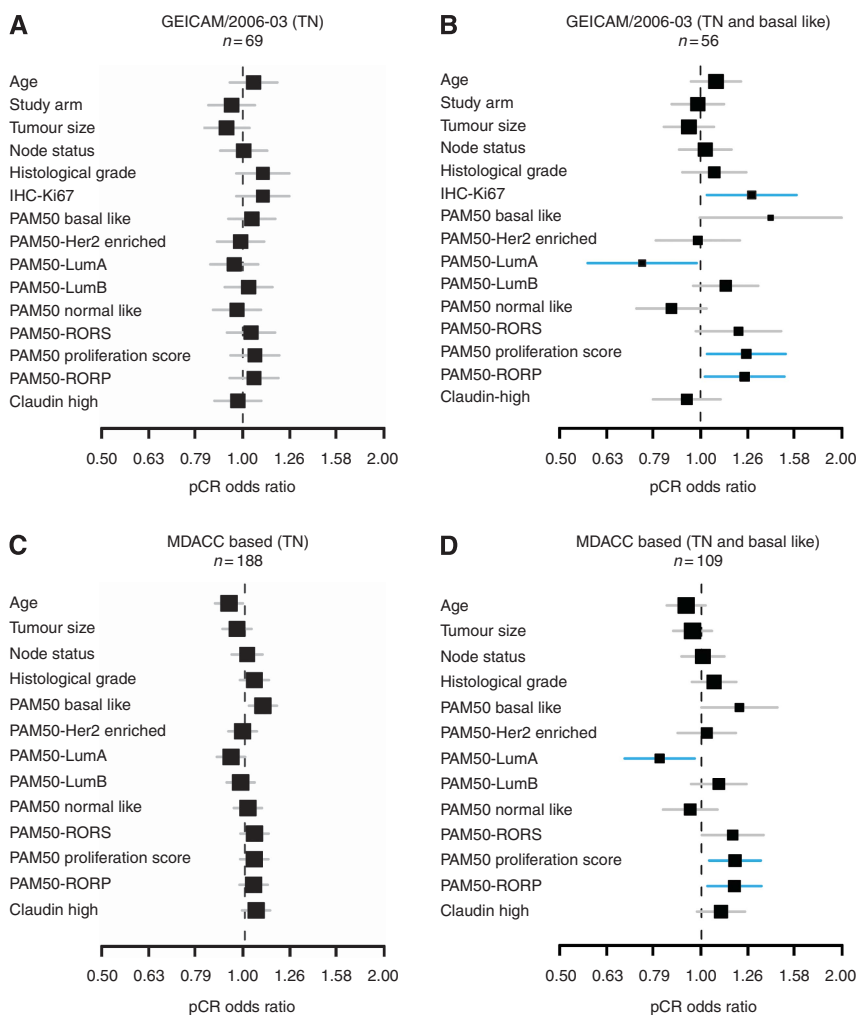 A
GEICAM/2006-03 (TN)
n=69
Age
Study arm
Tumour size
Node status
Histological grade
IHC-Ki67
PAM50 basal like
PAM50-Her2 enriched
PAM50-LumA
PAM50-LumB
PAM50 normal like
PAM50-RORS
PAM50 proliferation score
PAM50-RORP
Claudin high
0.50 0.63 0.79 1.00 1.26 1.58 2.00
pCR odds ratio
B
GEICAM/2006-03 (TN and basal like)
n=56
Age
Study arm
Tumour size
Node status
Histological grade
IHC-Ki67
PAM50 basal like
PAM50-Her2 enriched
PAM50-LumA
PAM50-LumB
PAM50 normal like
PAM50-RORS
PAM50 proliferation score
PAM50-RORP
Claudin-high
0.50 0.63 0.79 1.00 1.26 1.58 2.00
pCR odds ratio
C
MDACC based (TN)
n=188
Age
Tumour size
Node status
Histological grade
PAM50 basal like
PAM50-Her2 enriched
PAM50-LumA
PAM50-LumB
PAM50 normal like
PAM50-RORS
PAM50 proliferation score
PAM50-RORP
Claudin high
0.50 0.63 0.79 1.00 1.26 1.58 2.00
pCR odds ratio
D
MDACC based (TN and basal like)
n=109
Age
Tumour size
Node status
Histological grade
PAM50 basal like
PAM50-Her2 enriched
PAM50-LumA
PAM50-LumB
PAM50 normal like
PAM50-RORS
PAM50 proliferation score
PAM50-RORP
Claudin high
0.50 0.63 0.79 1.00 1.26 1.58 2.00
pCR odds ratio